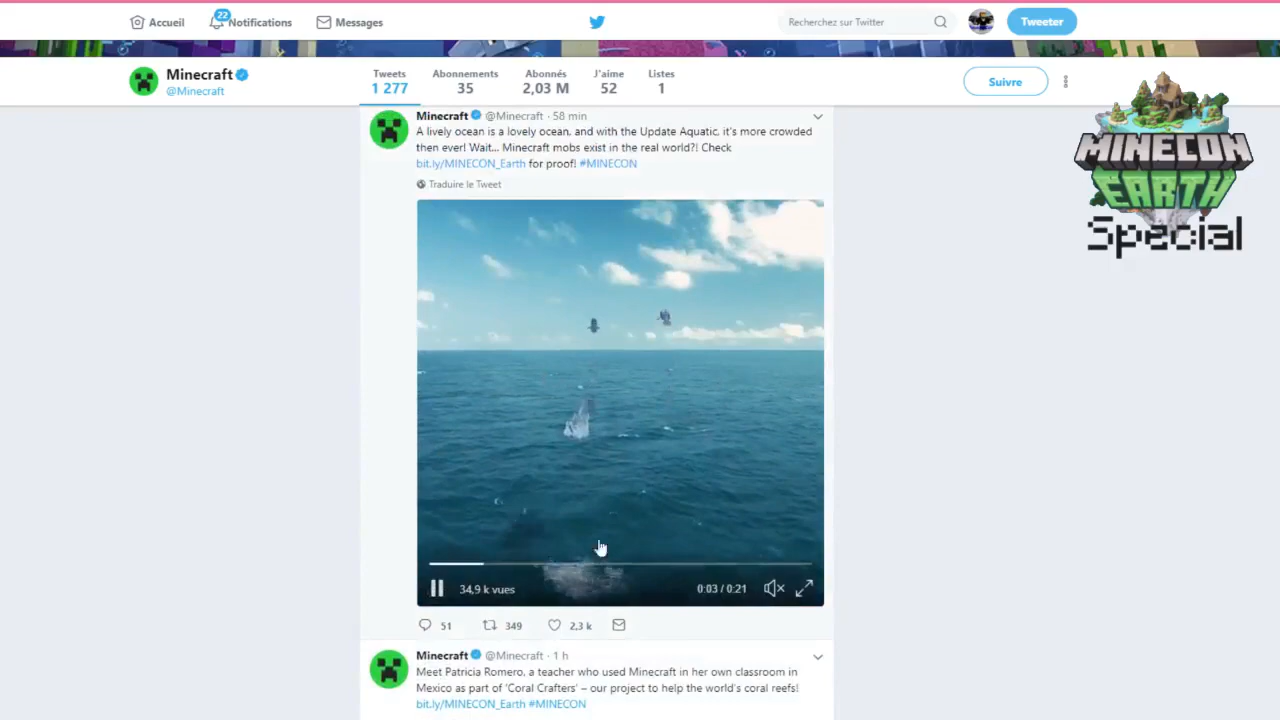 Accueil
22
Notifications
Messages
Recherchez sur Twitter
Tweeter
Minecraft
@Minecraft
Tweets
1 277
Abonnements
35
Abonnés
2,03 M
J'aime
52
Listes
1
Suivre
MINECON
EARTH
Special
Minecraft @Minecraft · 58 min
A lively ocean is a lovely ocean, and with the Update Aquatic, it's more crowded
then ever! Wait... Minecraft mobs exist in the real world?! Check
bit.ly/MINECON_Earth for proof! #MINECON
Traduire le Tweet
34,9 k vues
0:03 / 0:21
51
349
2,3 k
Minecraft @Minecraft · 1 h
Meet Patricia Romero, a teacher who used Minecraft in her own classroom in
Mexico as part of 'Coral Crafters' – our project to help the world's coral reefs!
bit.ly/MINECON_Earth #MINECON